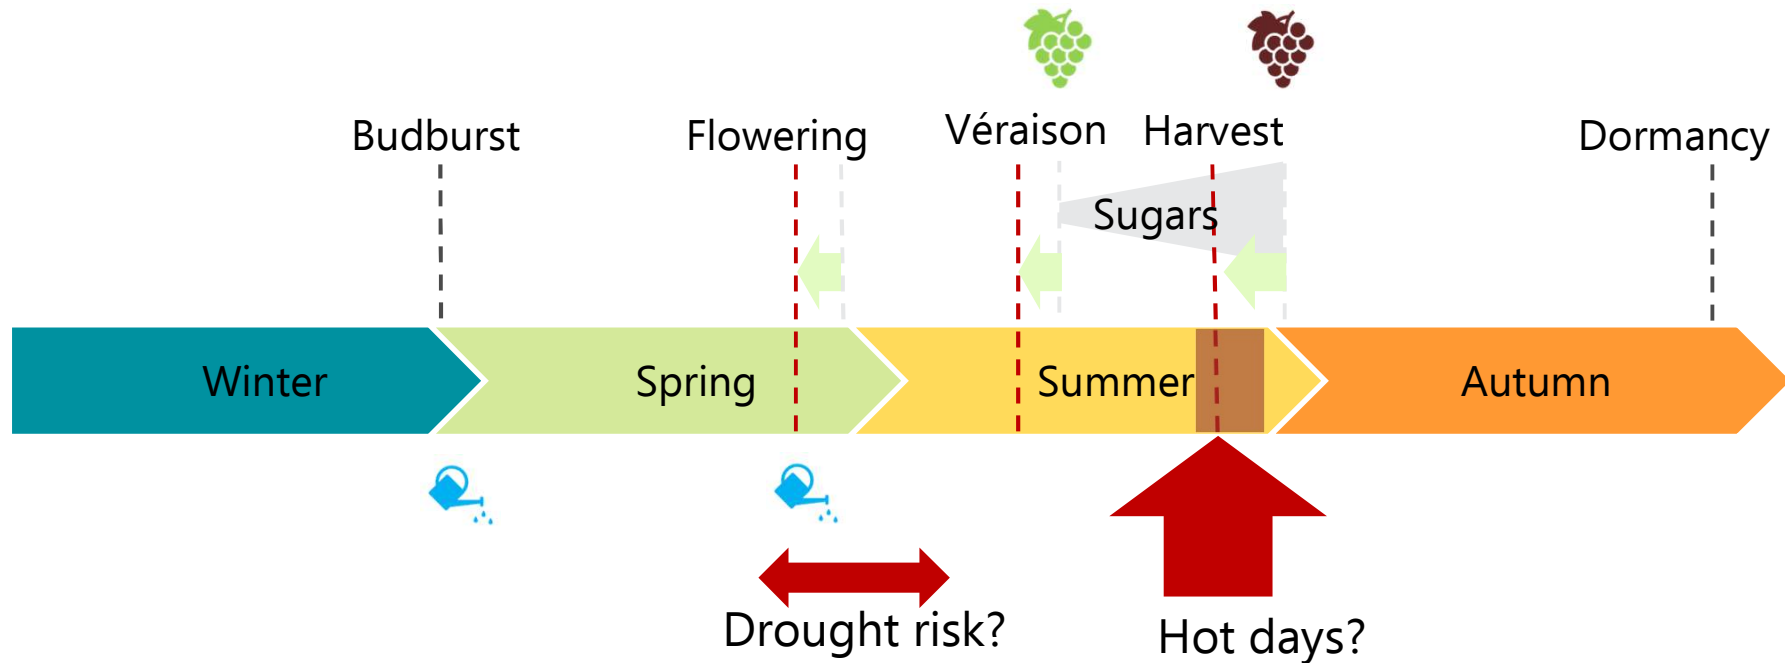 Budburst
Flowering
Véraison
Harvest
Dormancy
Sugars
Winter
Spring
Summer
Autumn
Drought risk?
Hot days?